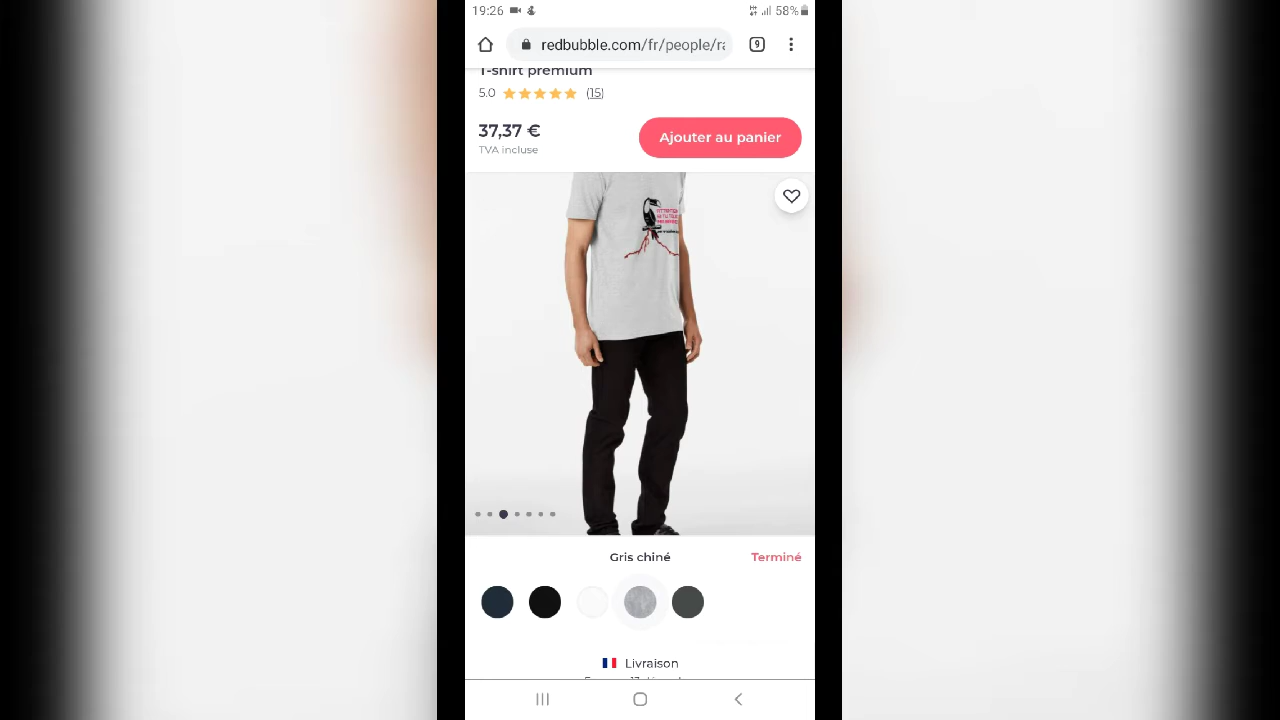 19:26 58%
redbubble.com/fr/people/ra
9
T-shirt premium
5.0 (15)
37,37 €
TVA incluse
Ajouter au panier
Gris chiné
Terminé
Livraison